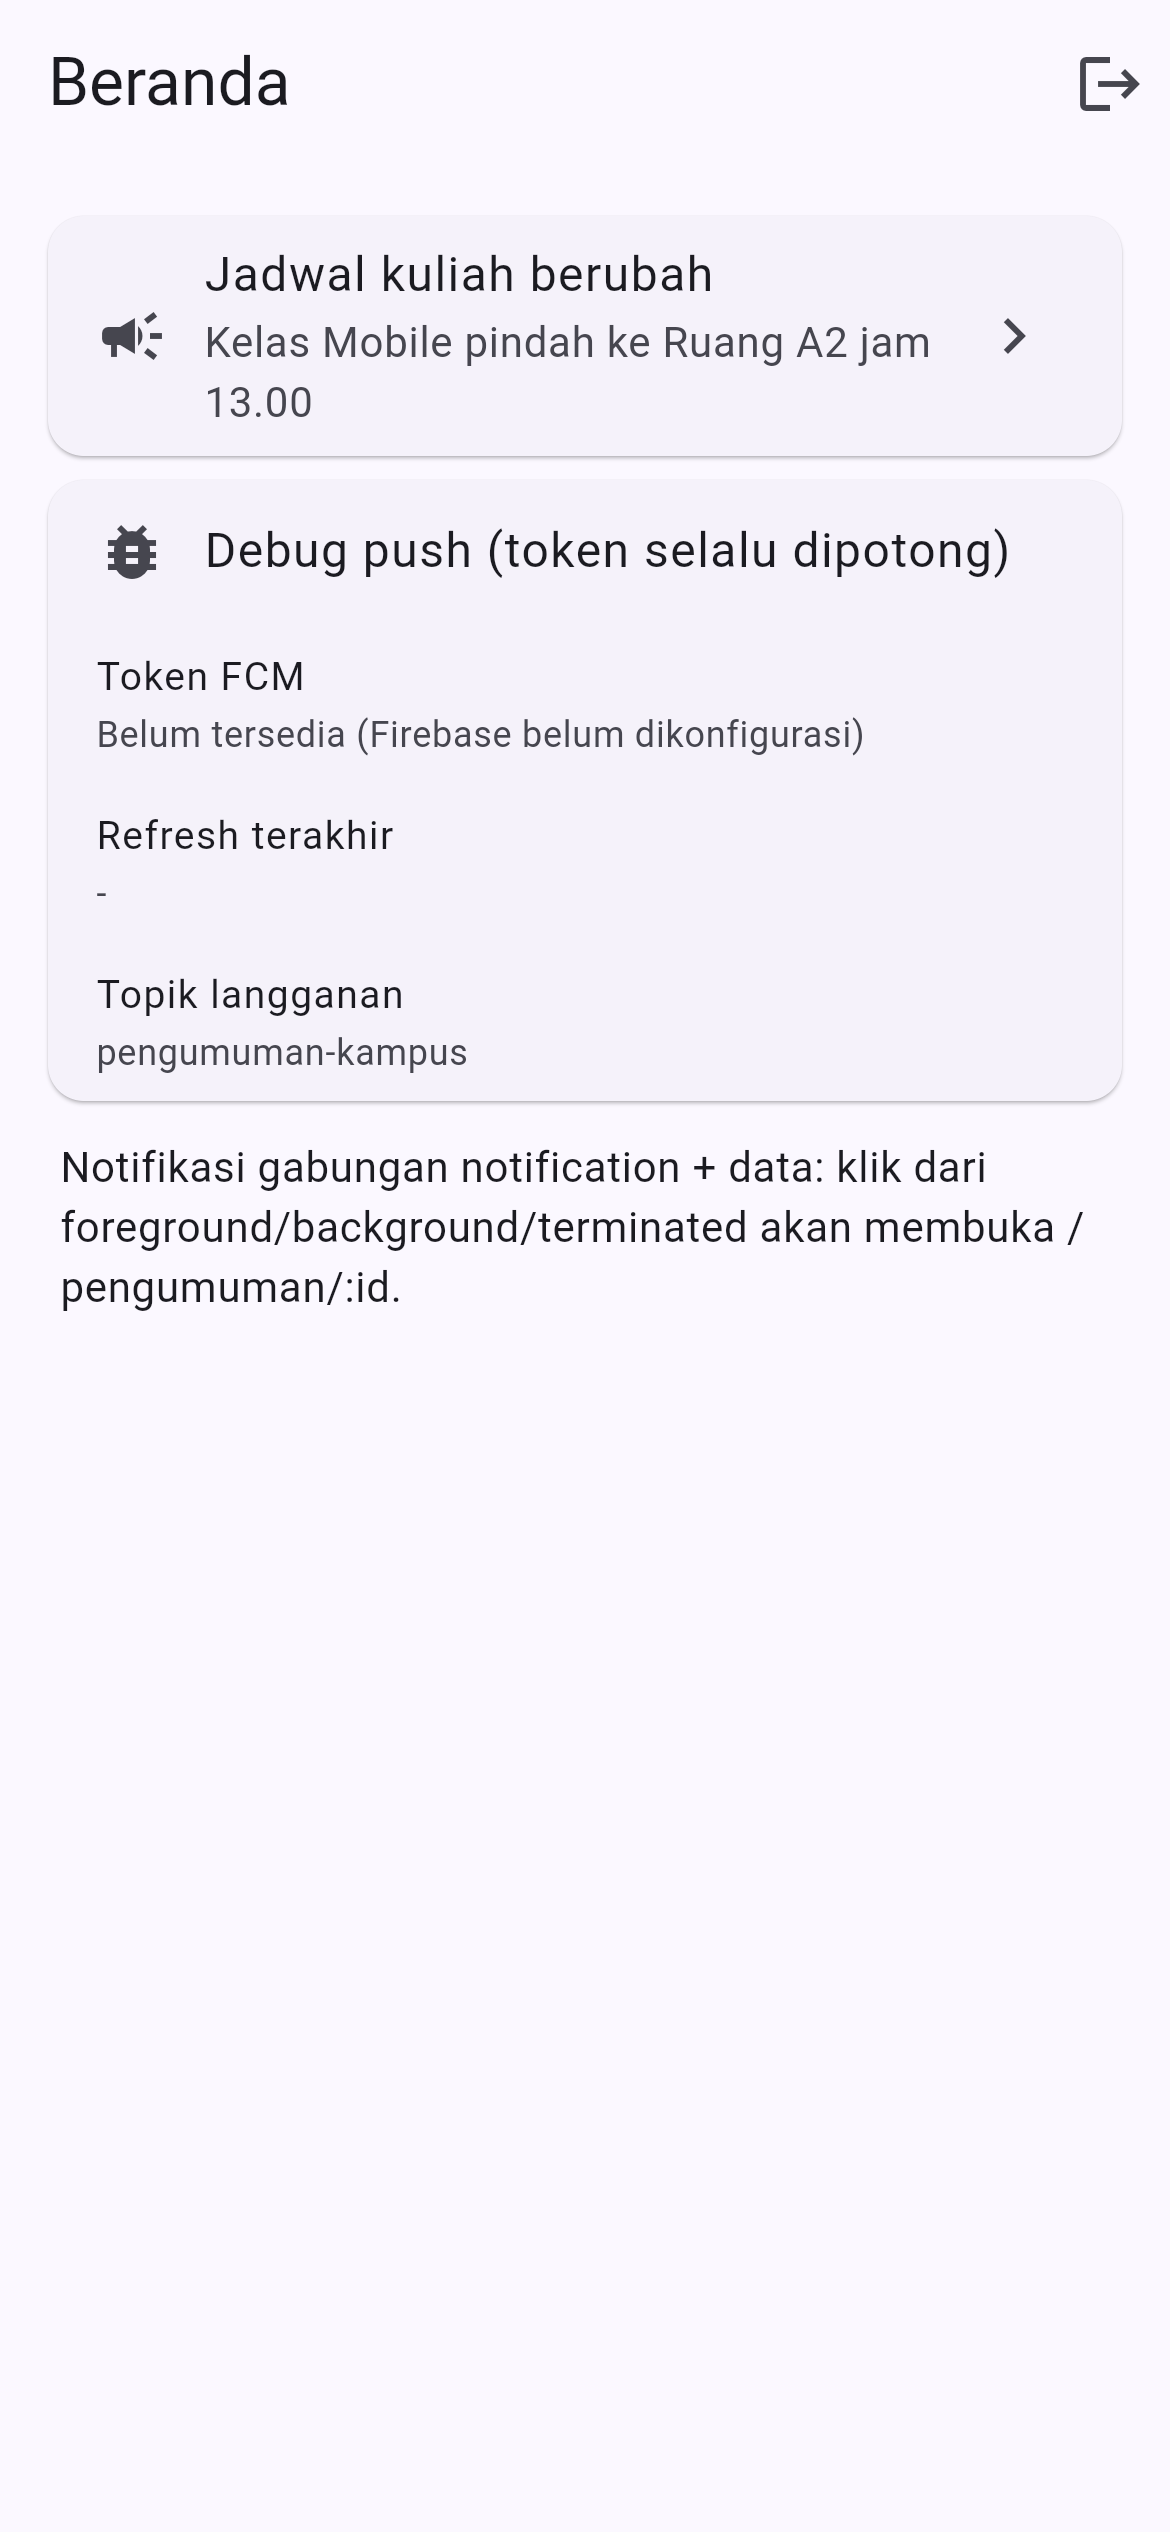 Beranda
Jadwal kuliah berubah
Kelas Mobile pindah ke Ruang A2 jam
13.00
Debug push (token selalu dipotong)
Token FCM
Belum tersedia (Firebase belum dikonfigurasi)
Refresh terakhir
-
Topik langganan
pengumuman-kampus
Notifikasi gabungan notification + data: klik dari
foreground/background/terminated akan membuka /
pengumuman/:id.